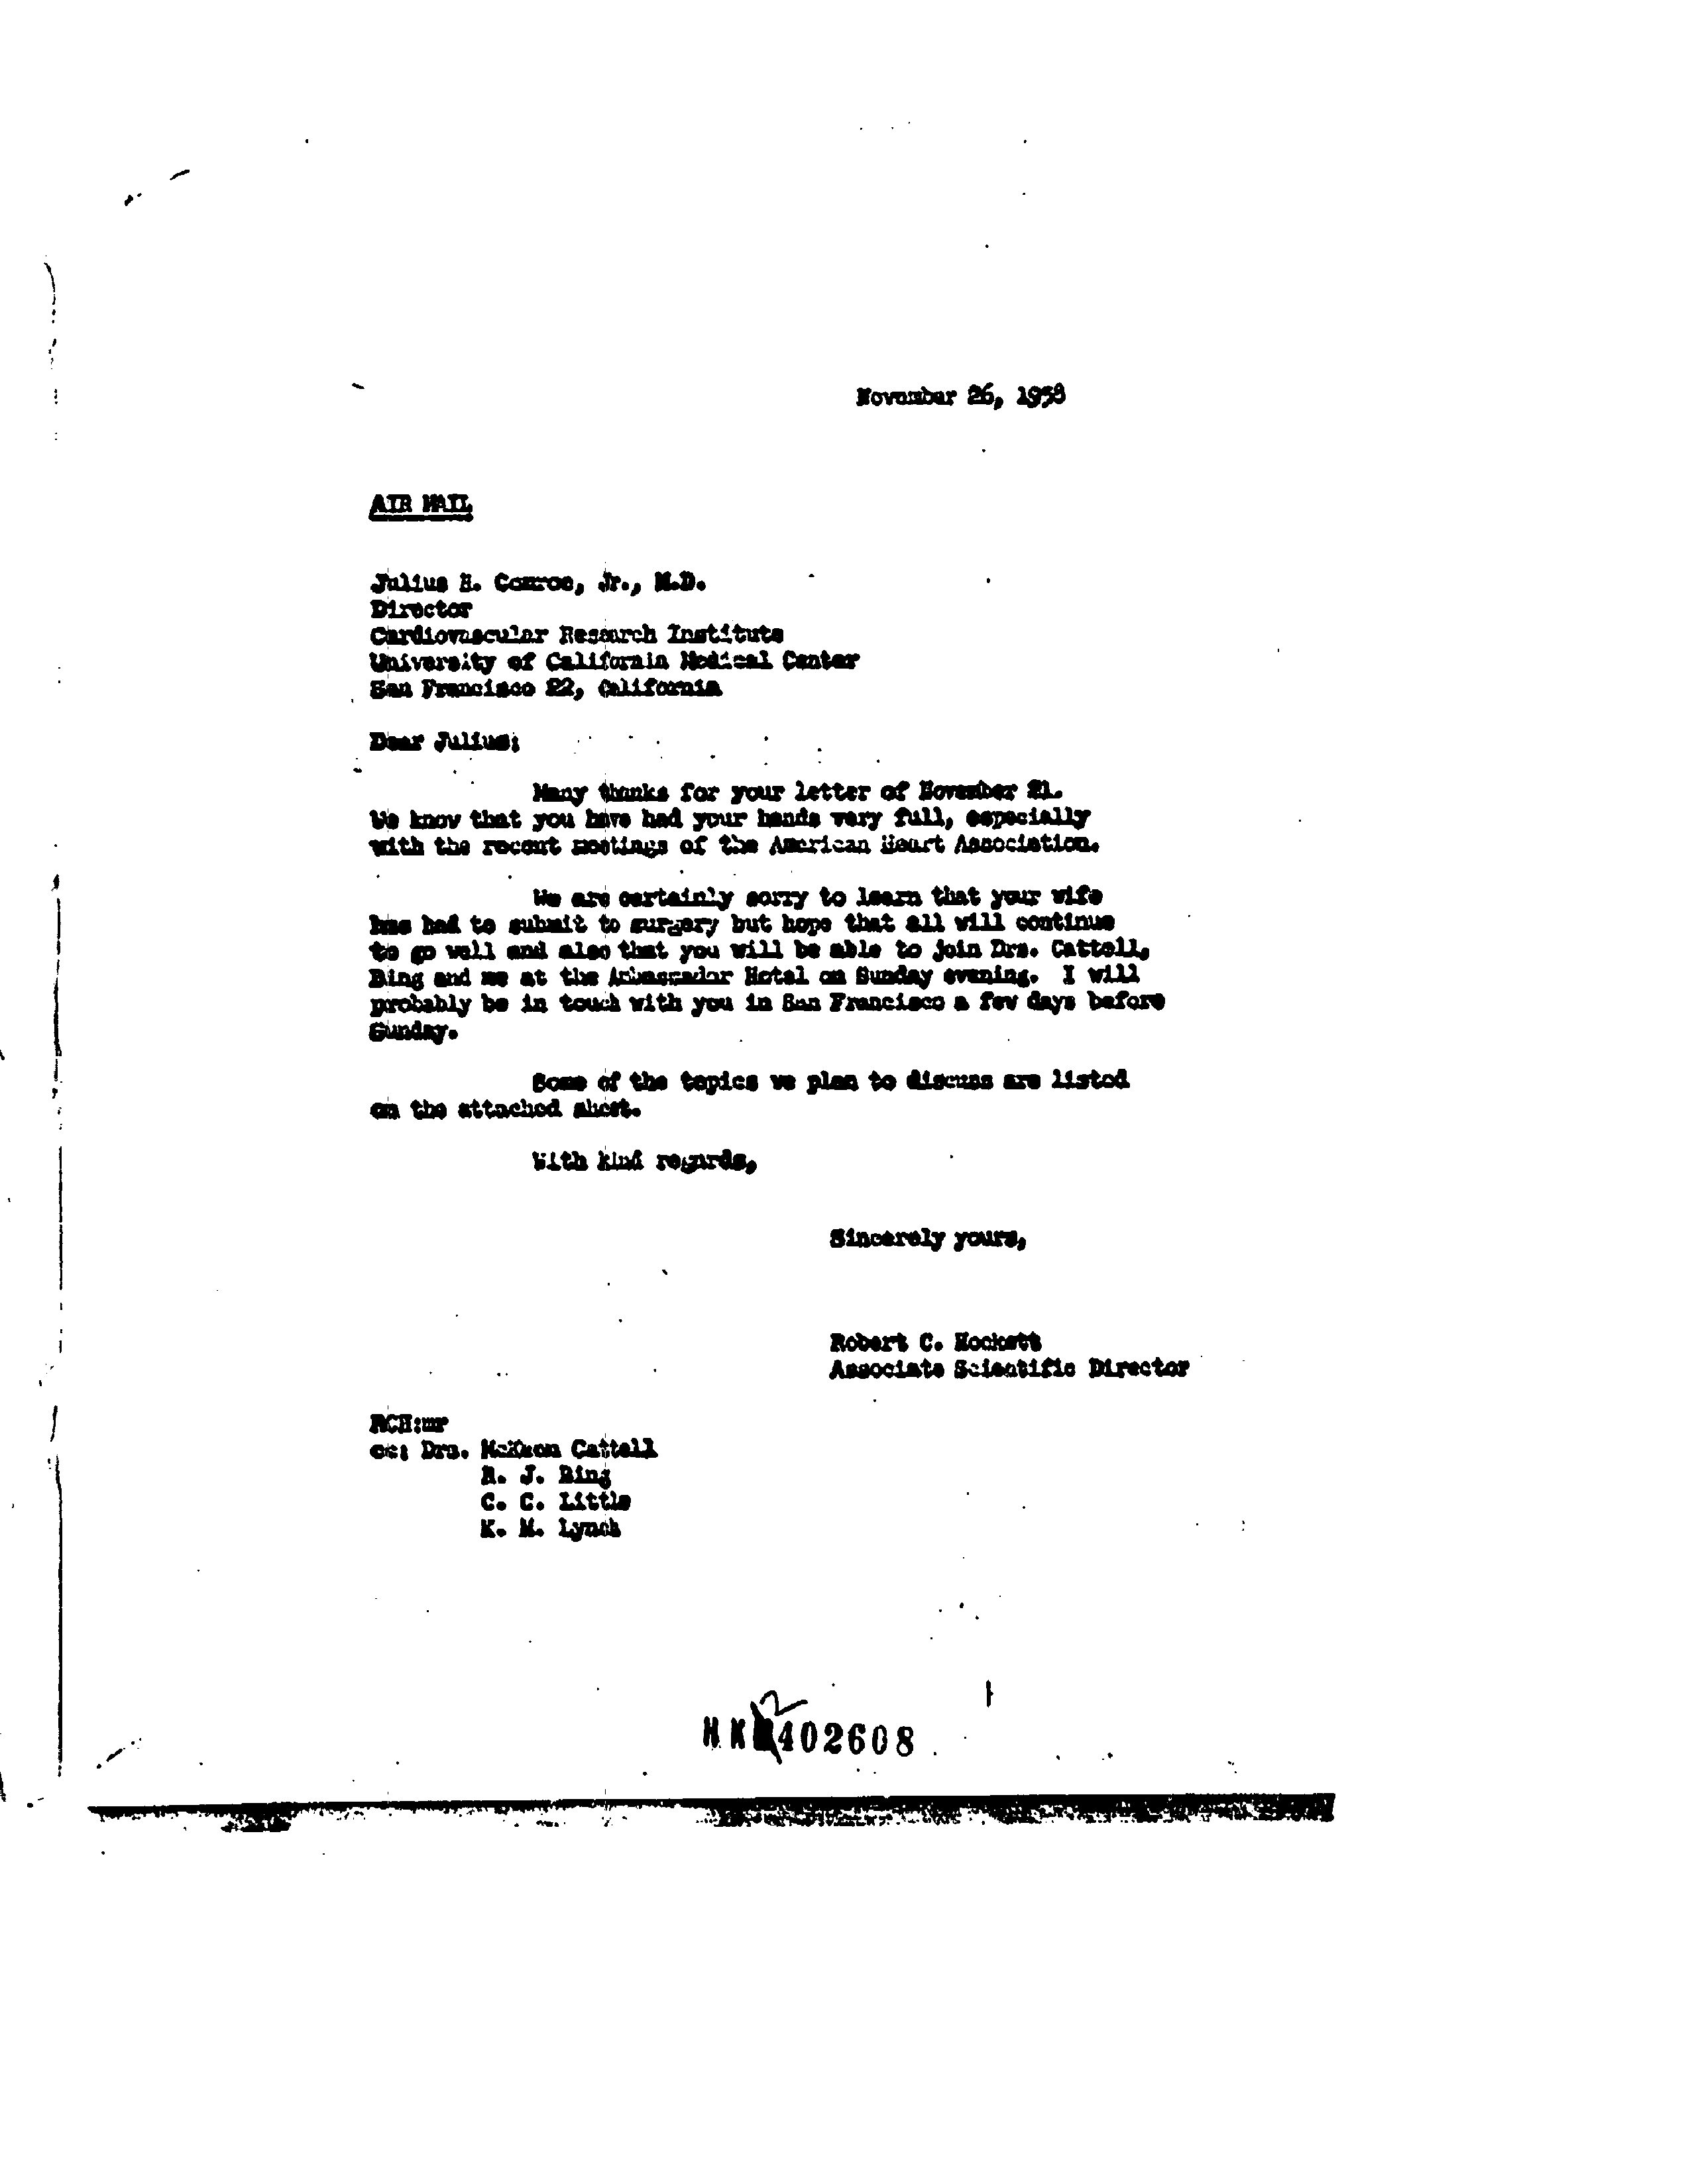 November 26, 1958
AIR MAIL
Julius H. Comroe, Jr., M.D.
Director
Cardiovascular Research Institute
University of California Medical Center
San Francisco 22, California
Dear Julius:
Many thanks for your letter of November 21.
We know that you have had your hands very full, especially
with the recent meetings of the American Heart Association.
We are certainly sorry to learn that your wife
has had to submit to surgery but hope that all will continue
to go well and also that you will be able to join Drs. Cattell,
Bing and me at the Ambassador Hotel on Sunday evening. I will
probably be in touch with you in San Francisco a few days before
Sunday.
Some of the topics we plan to discuss are listed
on the attached sheet.
With kind regards,
Sincerely yours,
Robert C. Hockett
Associate Scientific Director
RCH:mr
cc: Drs. McKeen Cattell
R. J. Bing
C. C. Little
K. M. Lynch
2
HK 402608